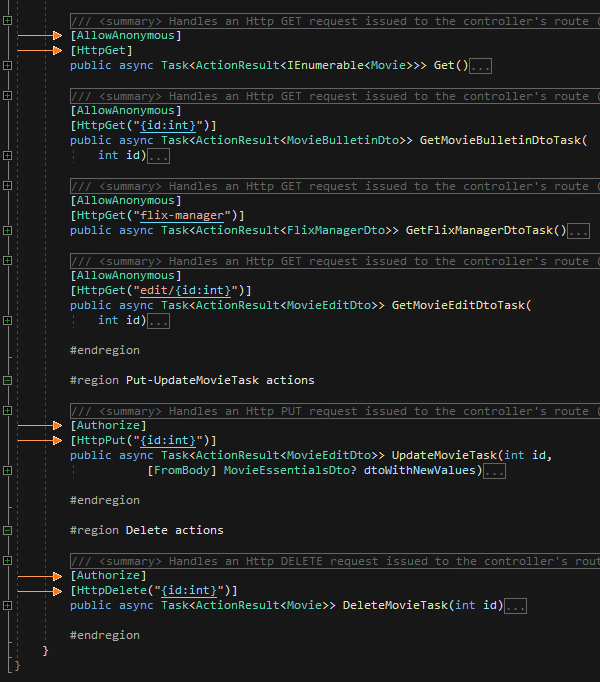 /// <summary> Handles an Http GET request issued to the controller's route (
[AllowAnonymous]
[HttpGet]
public async Task<ActionResult<IEnumerable<Movie>>> Get()...
/// <summary> Handles an Http GET request issued to the controller's route (
[AllowAnonymous]
[HttpGet("{id:int}")]
public async Task<ActionResult<MovieBulletinDto>> GetMovieBulletinDtoTask(
int id)...
/// <summary> Handles an Http GET request issued to the controller's route (
[AllowAnonymous]
[HttpGet("flix-manager")]
public async Task<ActionResult<FlixManagerDto>> GetFlixManagerDtoTask()...
/// <summary> Handles an Http GET request issued to the controller's route (
[AllowAnonymous]
[HttpGet("edit/{id:int}")]
public async Task<ActionResult<MovieEditDto>> GetMovieEditDtoTask(
int id)...
#endregion
#region Put-UpdateMovieTask actions
/// <summary> Handles an Http PUT request issued to the controller's route (
[Authorize]
[HttpPut("{id:int}")]
public async Task<ActionResult<MovieEditDto>> UpdateMovieTask(int id,
[FromBody] MovieEssentialsDto? dtoWithNewValues)...
#endregion
#region Delete actions
/// <summary> Handles an Http DELETE request issued to the controller's rout
[Authorize]
[HttpDelete("{id:int}")]
public async Task<ActionResult<Movie>> DeleteMovieTask(int id)...
#endregion
}
}